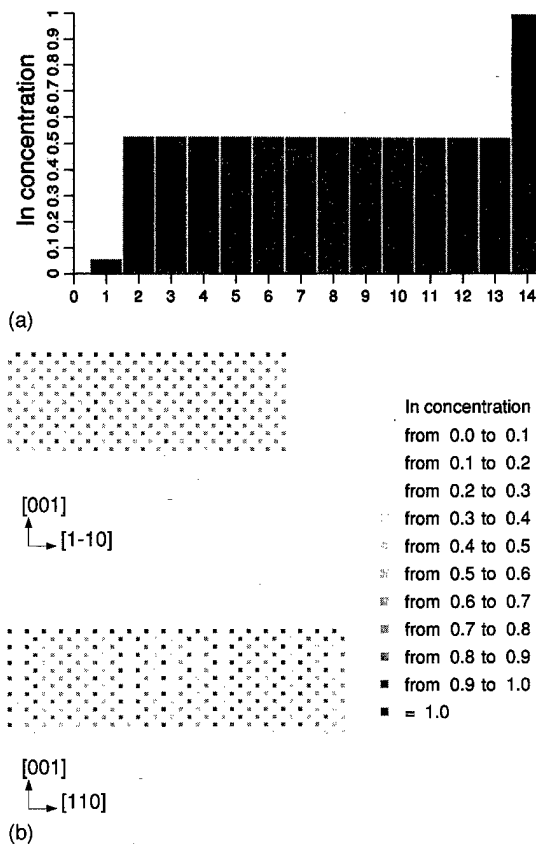 In concentration
1
0.9
0.8
0.7
0.6
0.5
0.4
0.3
0.2
0.1
0
0 1 2 3 4 5 6 7 8 9 10 11 12 13 14
(a)
In concentration
from 0.0 to 0.1
from 0.1 to 0.2
from 0.2 to 0.3
from 0.3 to 0.4
from 0.4 to 0.5
from 0.5 to 0.6
from 0.6 to 0.7
from 0.7 to 0.8
from 0.8 to 0.9
from 0.9 to 1.0
= 1.0
[001]
[1-10]
[001]
[110]
(b)